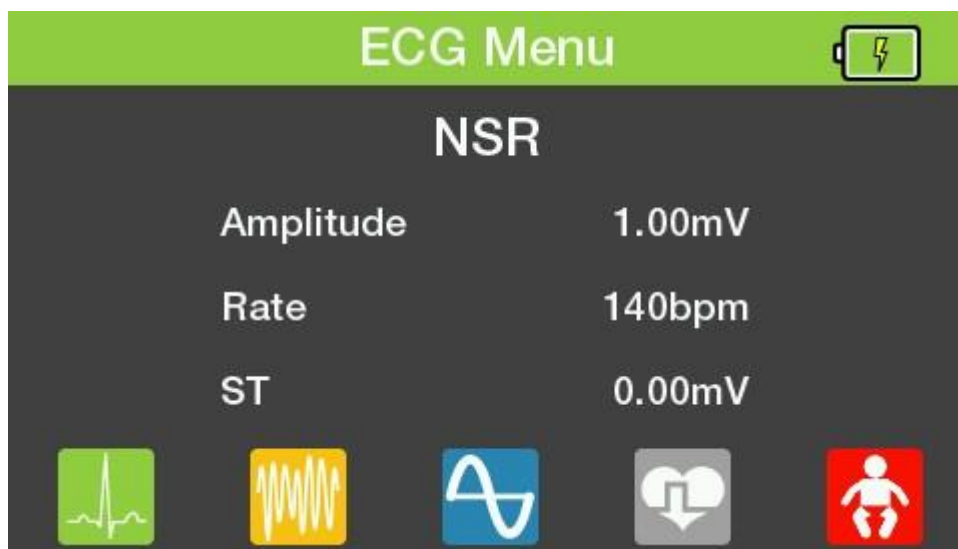 ECG Menu
NSR
Amplitude 1.00mV
Rate 140bpm
ST 0.00mV